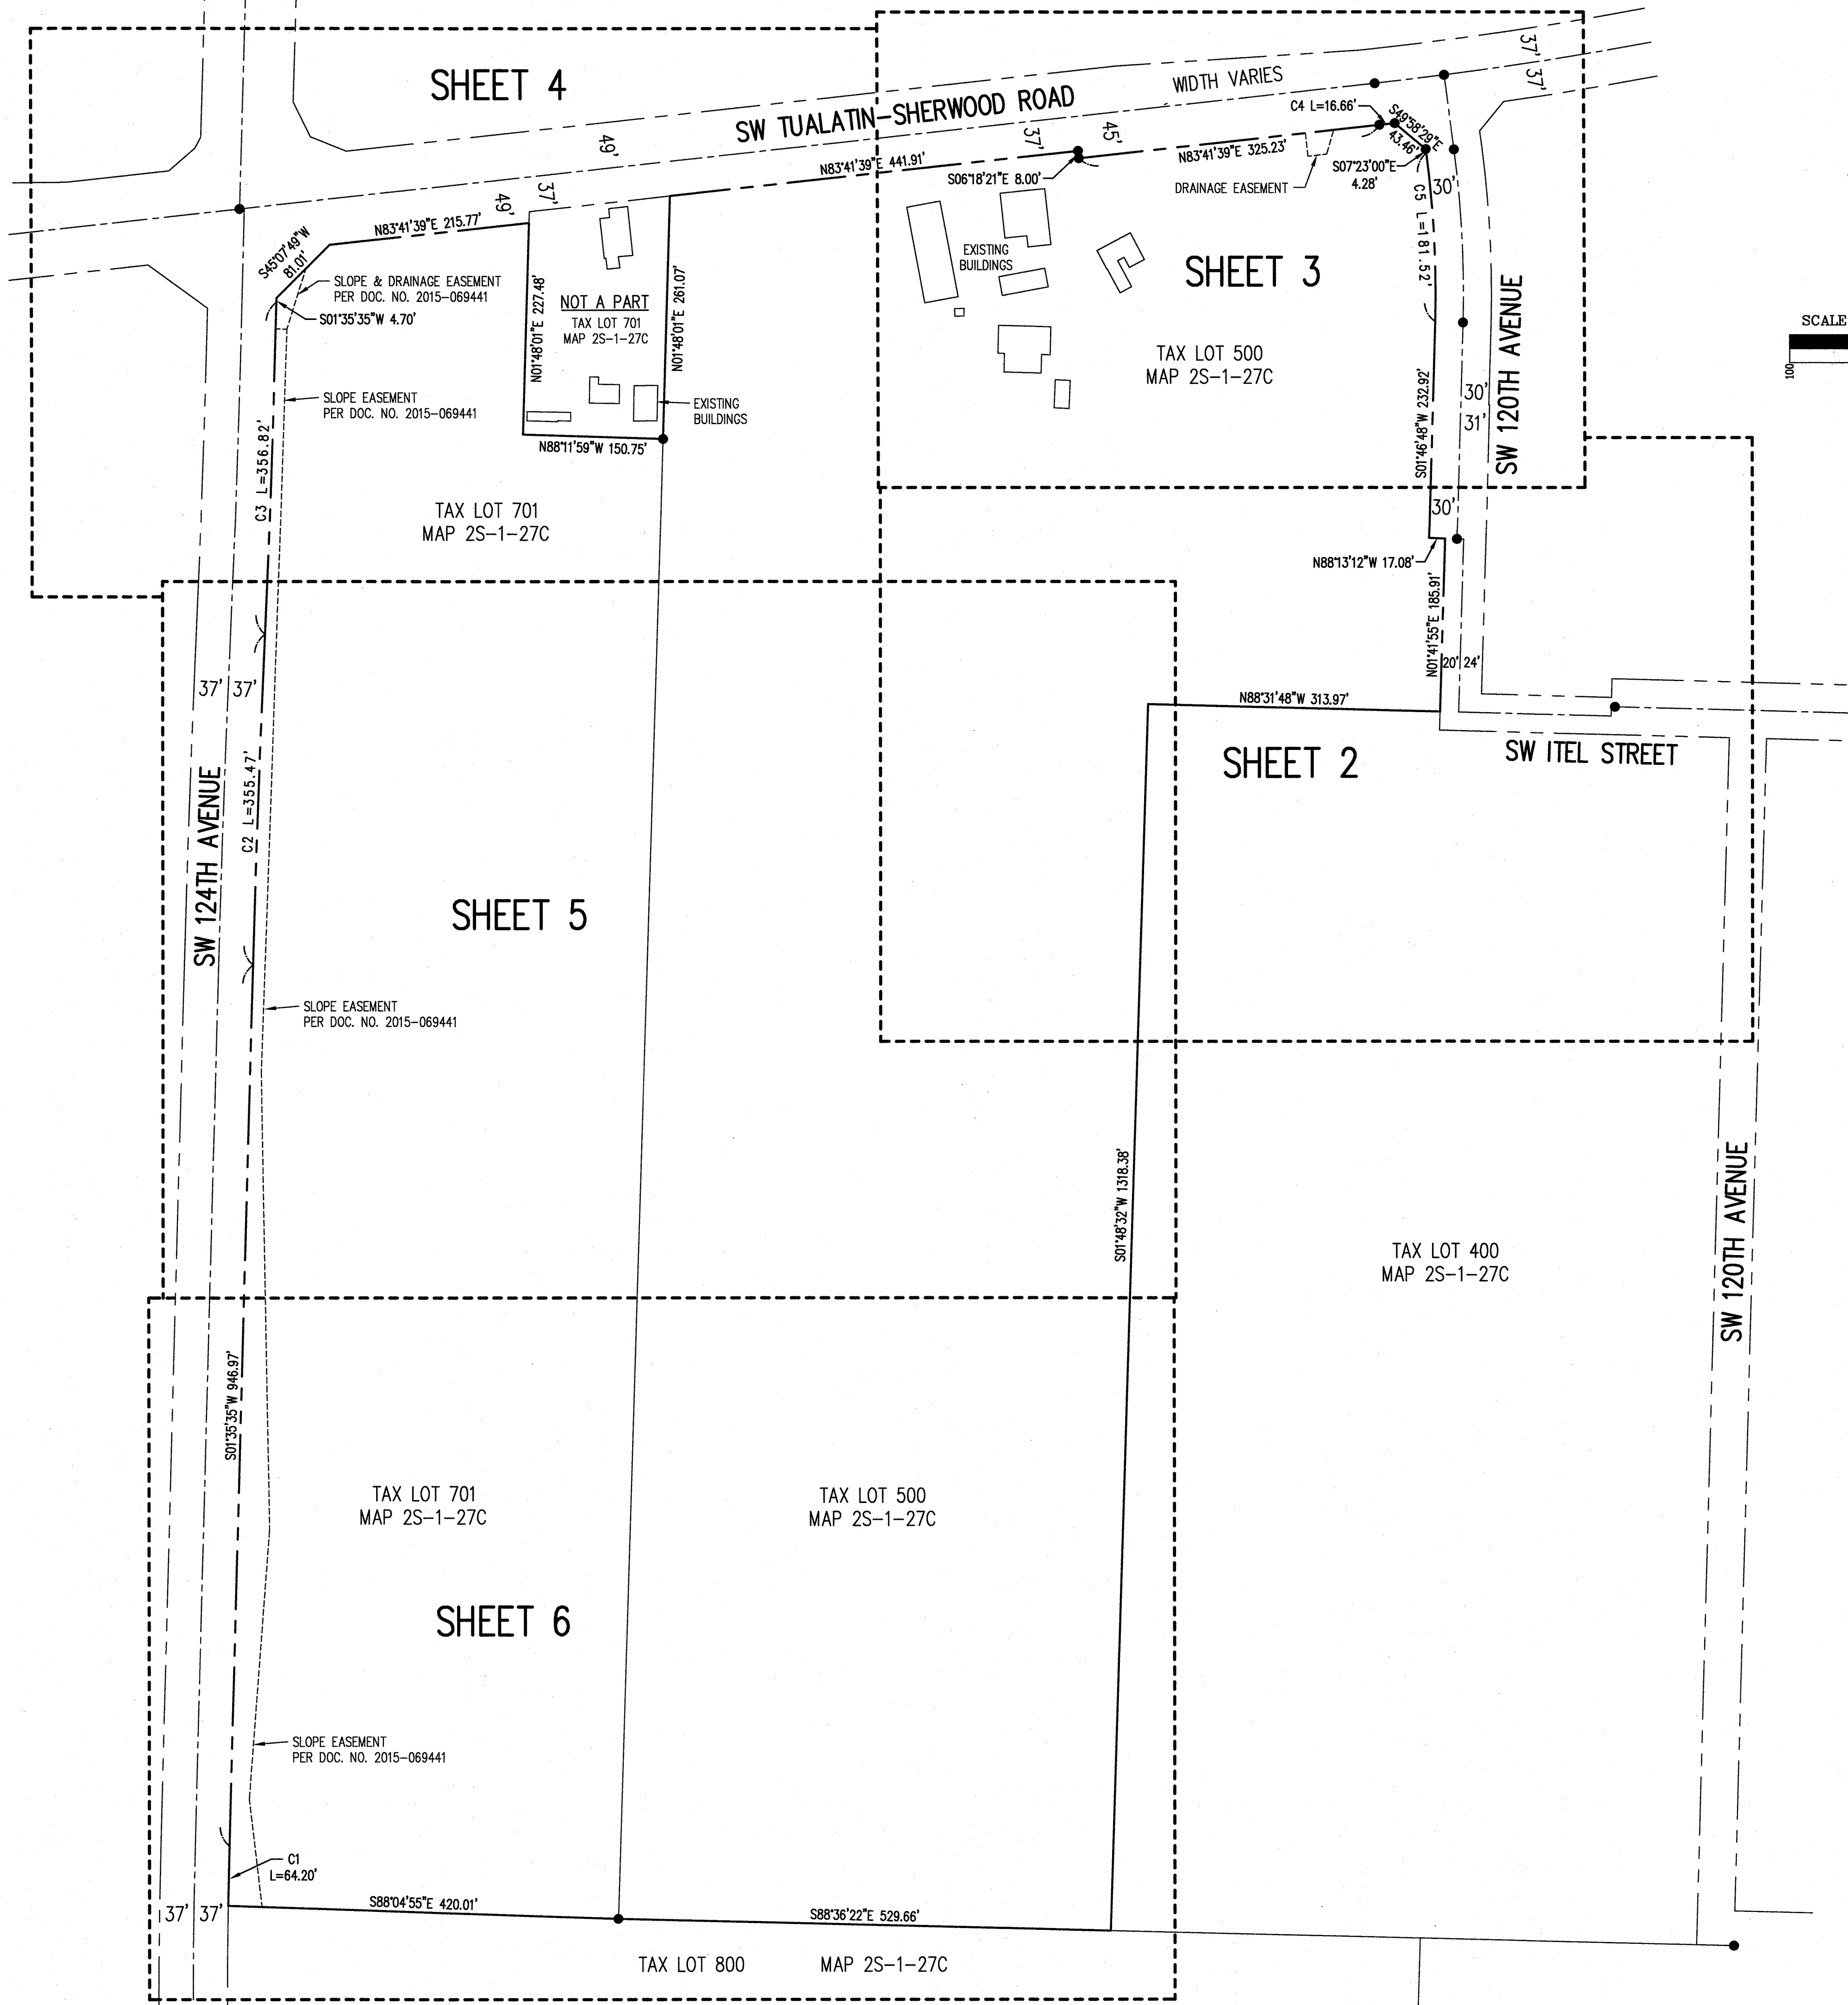 SHEET 4
SW TUALATIN-SHERWOOD ROAD
WIDTH VARIES
37'
37'
C4 L=16.66'
S49°58'29"E
43.46'
49'
37'
45'
N83°41'39"E 441.91'
N83°41'39"E 325.23'
S06°18'21"E 8.00'
DRAINAGE EASEMENT
S07°23'00"E
4.28'
30'
C5 L=181.52'
49'
37'
N83°41'39"E 215.77'
S45°07'49"W
81.01'
SLOPE & DRAINAGE EASEMENT
PER DOC. NO. 2015-069441
S01°35'35"W 4.70'
NOT A PART
TAX LOT 701
MAP 2S-1-27C
N01°48'01"E 227.48'
N01°48'01"E 261.07'
EXISTING
BUILDINGS
SHEET 3
SW 120TH AVENUE
SCALE
100
TAX LOT 500
MAP 2S-1-27C
SLOPE EASEMENT
PER DOC. NO. 2015-069441
EXISTING
BUILDINGS
N88°11'59"W 150.75'
S01°46'48"W 232.92'
30'
31'
C3 L=356.82'
TAX LOT 701
MAP 2S-1-27C
30'
N88°13'12"W 17.08'
N01°41'55"E 185.91'
20'
24'
37'
37'
N88°31'48"W 313.97'
SHEET 2
SW ITEL STREET
C2 L=355.47'
SW 124TH AVENUE
SHEET 5
SLOPE EASEMENT
PER DOC. NO. 2015-069441
S01°48'32"W 1318.38'
SW 120TH AVENUE
TAX LOT 400
MAP 2S-1-27C
S01°35'35"W 946.97'
TAX LOT 701
MAP 2S-1-27C
TAX LOT 500
MAP 2S-1-27C
SHEET 6
SLOPE EASEMENT
PER DOC. NO. 2015-069441
C1
L=64.20'
37'
37'
S88°04'55"E 420.01'
S88°36'22"E 529.66'
TAX LOT 800
MAP 2S-1-27C